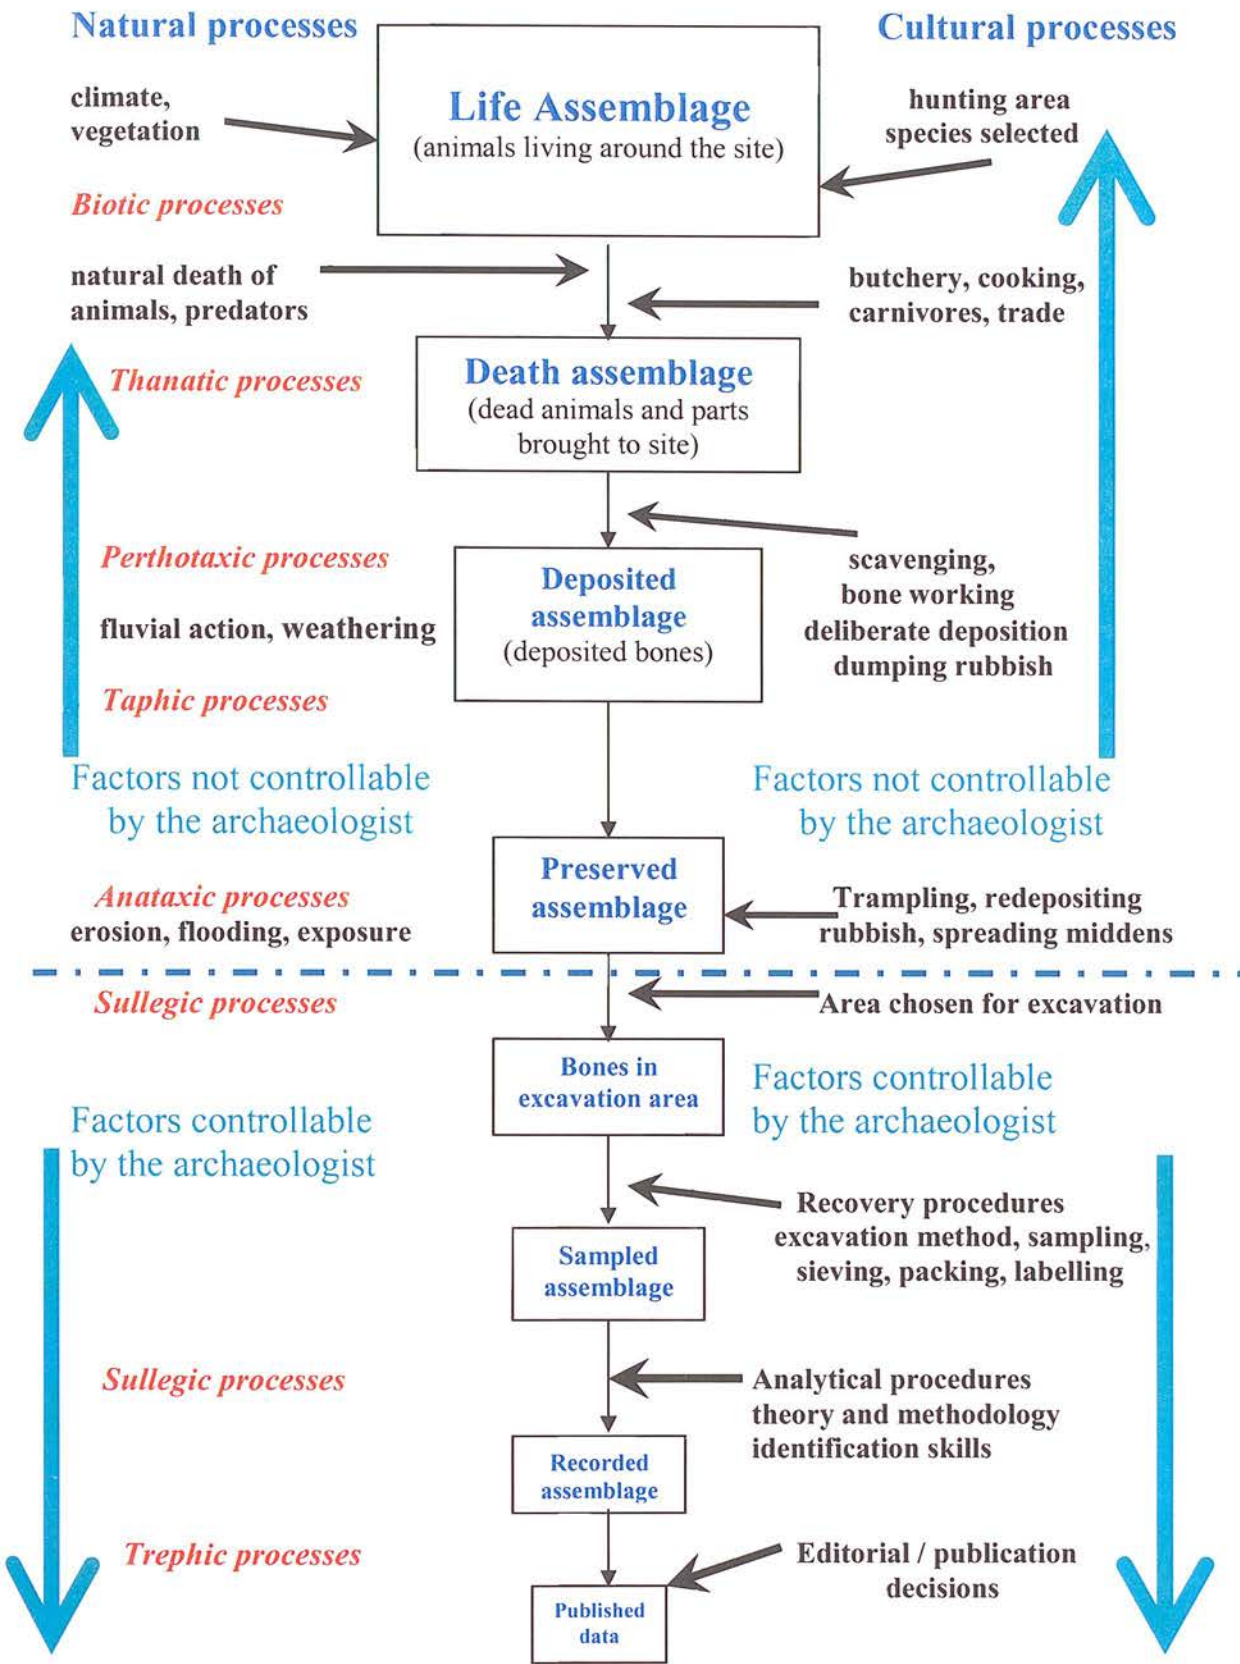 Natural processes
Cultural processes
climate,
vegetation
Life Assemblage
(animals living around the site)
hunting area
species selected
Biotic processes
natural death of
animals, predators
butchery, cooking,
carnivores, trade
Thanatic processes
Death assemblage
(dead animals and parts
brought to site)
Perthotaxic processes
fluvial action, weathering
Deposited
assemblage
(deposited bones)
scavenging,
bone working
deliberate deposition
dumping rubbish
Taphic processes
Factors not controllable
by the archaeologist
Factors not controllable
by the archaeologist
Anataxic processes
erosion, flooding, exposure
Preserved
assemblage
Trampling, redepositing
rubbish, spreading middens
Sullegic processes
Area chosen for excavation
Bones in
excavation area
Factors controllable
by the archaeologist
Factors controllable
by the archaeologist
Recovery procedures
excavation method, sampling,
sieving, packing, labelling
Sampled
assemblage
Sullegic processes
Analytical procedures
theory and methodology
identification skills
Recorded
assemblage
Trephic processes
Editorial / publication
decisions
Published
data